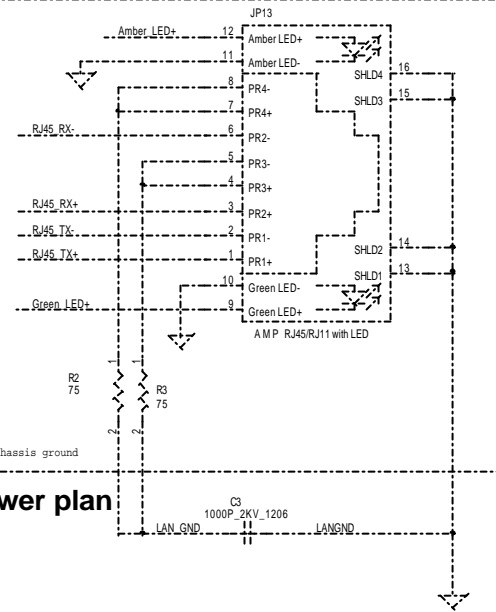 JP13
Amber_LED+ 12 Amber LED+
11 Amber LED-
SHLD4 16
8 PR4-
SHLD3 15
7 PR4+
RJ45_RX- 6 PR2-
5 PR3-
4 PR3+
RJ45_RX+ 3 PR2+
RJ45_TX- 2 PR1-
SHLD2 14
RJ45_TX+ 1 PR1+
SHLD1 13
10 Green LED-
Green_LED+ 9 Green LED+
AMP RJ45/RJ11 with LED
1 1
R2 R3
75 75
2 2
hassis ground
wer plan
C3
1000P_2KV_1206
LAN_GND LANGND